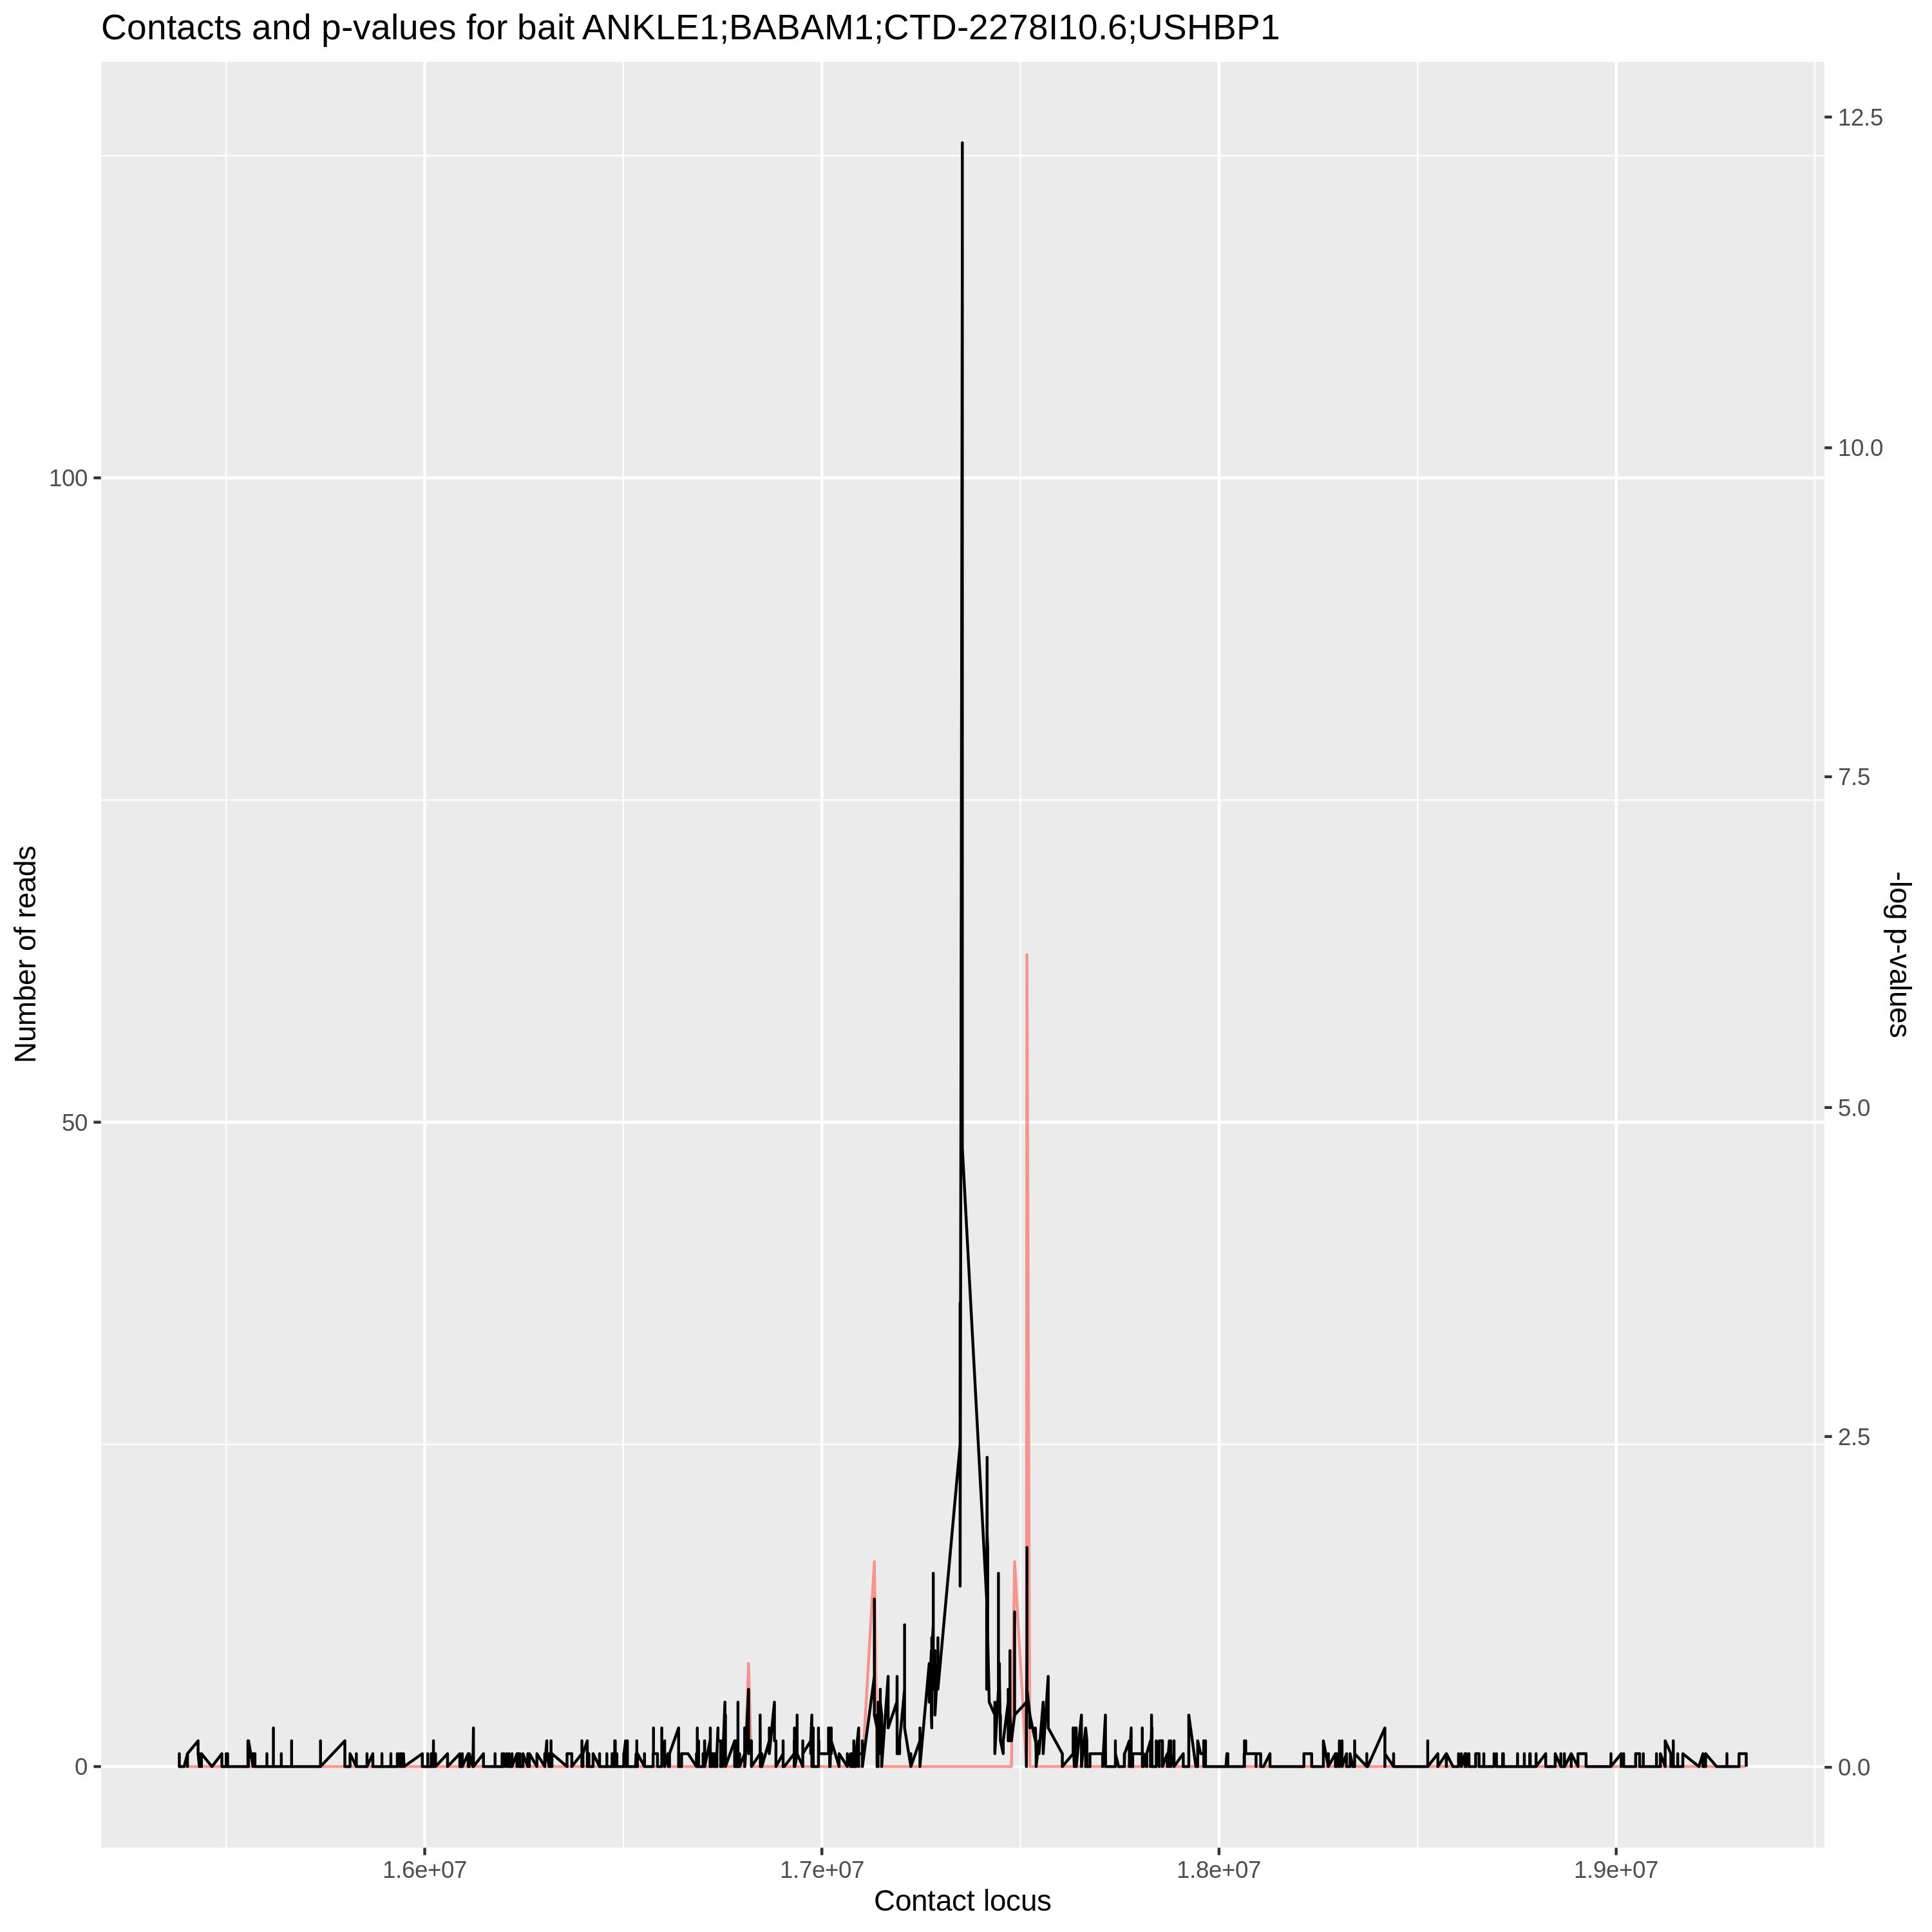 Contacts and p-values for bait ANKLE1;BABAM1;CTD-2278I10.6;USHBP1
12.5
100
10.0
7.5
Number of reads
-log p-values
50
5.0
2.5
0
0.0
1.6e+07
1.7e+07
1.8e+07
1.9e+07
Contact locus